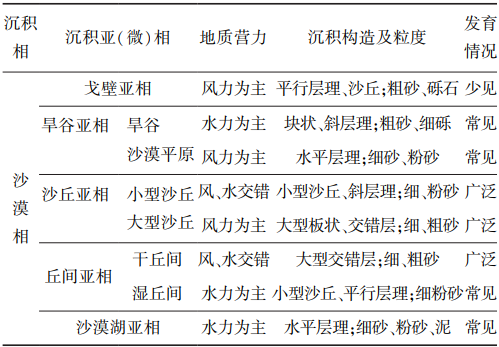 沉积相 沉积亚(微)相 地质营力 沉积构造及粒度 发育情况
沙漠相
戈壁亚相 风力为主 平行层理、沙丘;粗砂、砾石 少见
旱谷亚相 旱谷 水力为主 块状、斜层理;粗砂、细砾 常见
沙漠平原 风力为主 水平层理;细砂、粉砂 常见
沙丘亚相 小型沙丘 风、水交错 小型沙丘、斜层理;细、粉砂 广泛
大型沙丘 风力为主 大型板状、交错层;细、粗砂 广泛
丘间亚相 干丘间 风、水交错 大型交错层;细、粗砂 广泛
湿丘间 水力为主 小型沙丘、平行层理;细粉砂 常见
沙漠湖亚相 水力为主 水平层理;细砂、粉砂、泥 常见